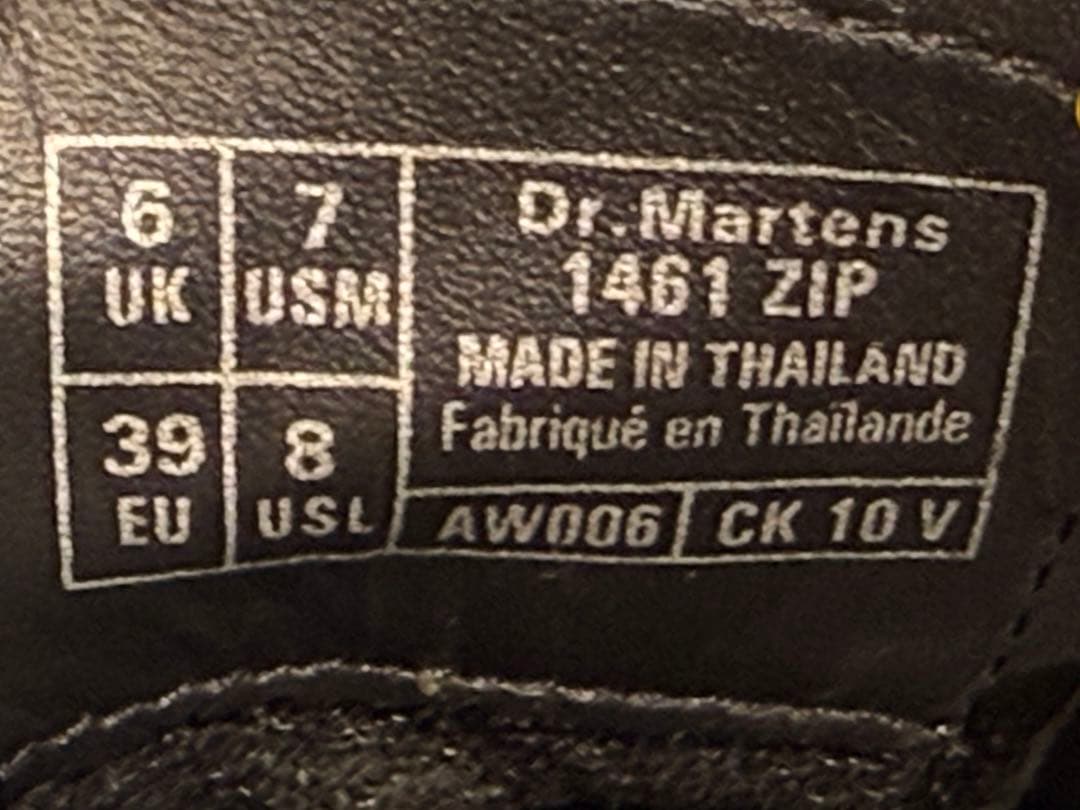 6 UK
7 USM
39 EU
8 USL
Dr.Martens
1461 ZIP
MADE IN THAILAND
Fabriqué en Thaïlande
AW006
CK 10 V